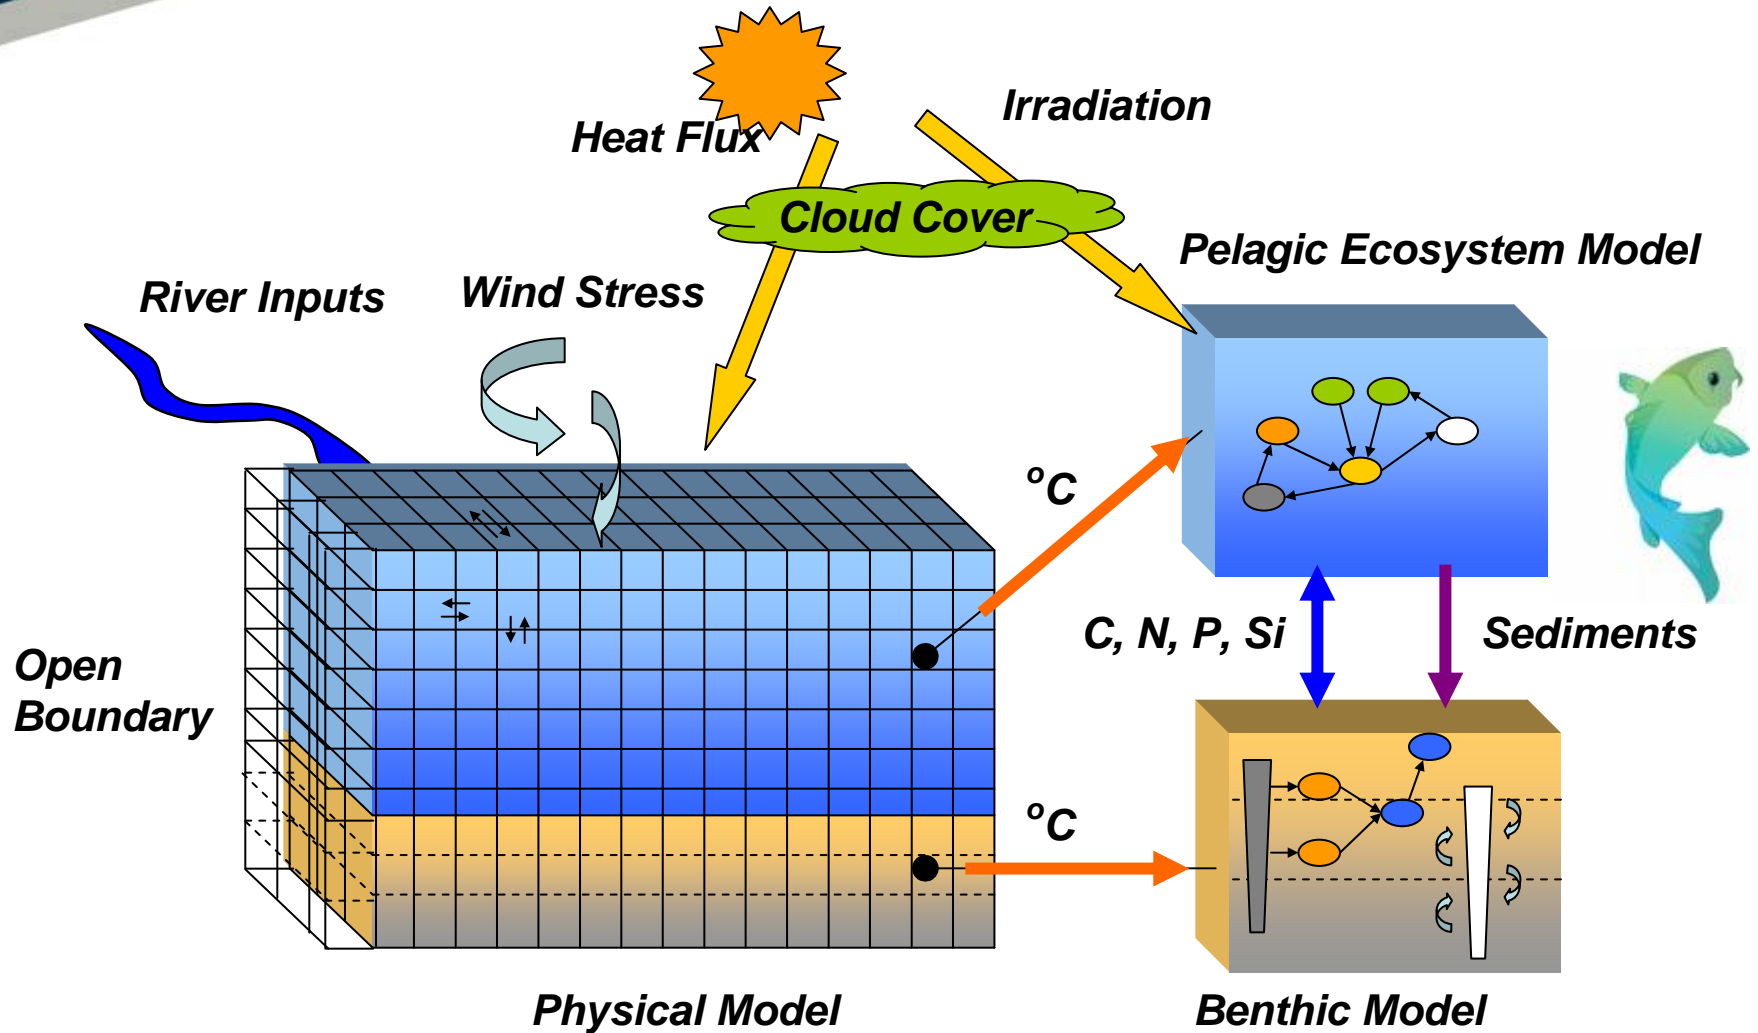 Irradiation
Heat Flux
Cloud Cover
Pelagic Ecosystem Model
River Inputs
Wind Stress
°C
C, N, P, Si
Sediments
Open
Boundary
°C
Physical Model
Benthic Model